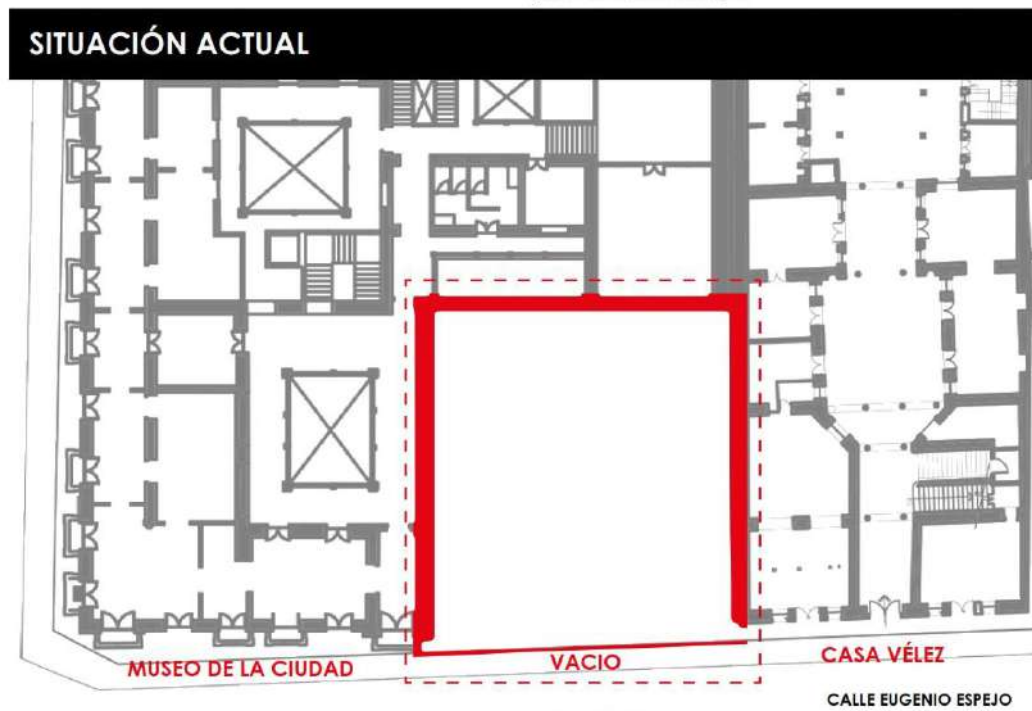 SITUACIÓN ACTUAL
MUSEO DE LA CIUDAD
VACIO
CASA VÉLEZ
CALLE EUGENIO ESPEJO